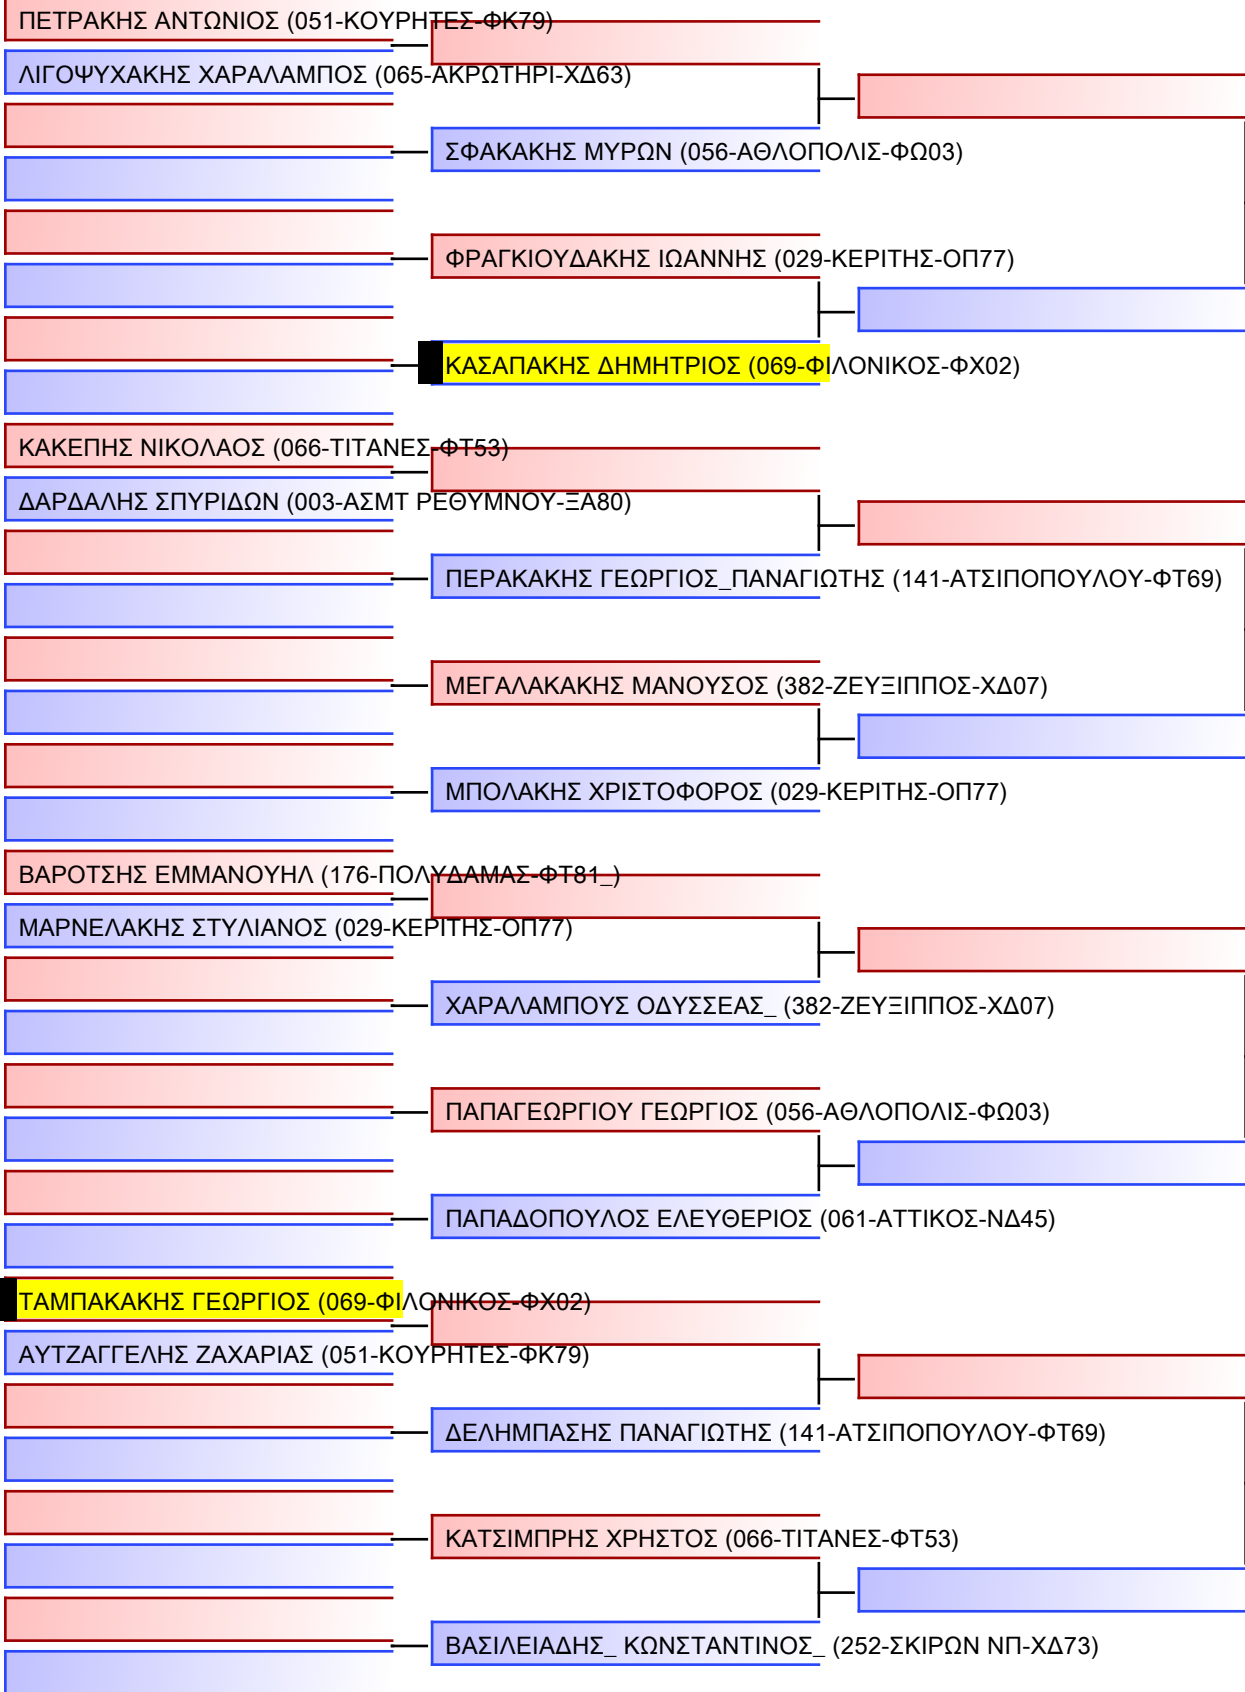 ΠΕΤΡΑΚΗΣ ΑΝΤΩΝΙΟΣ (051-ΚΟΥΡΗΤΕΣ-ΦΚ79)
ΛΙΓΟΨΥΧΑΚΗΣ ΧΑΡΑΛΑΜΠΟΣ (065-ΑΚΡΩΤΗΡΙ-ΧΔ63)
ΣΦΑΚΑΚΗΣ ΜΥΡΩΝ (056-ΑΘΛΟΠΟΛΙΣ-ΦΩ03)
ΦΡΑΓΚΙΟΥΔΑΚΗΣ ΙΩΑΝΝΗΣ (029-ΚΕΡΙΤΗΣ-ΟΠ77)
ΚΑΣΑΠΑΚΗΣ ΔΗΜΗΤΡΙΟΣ (069-ΦΙΛΟΝΙΚΟΣ-ΦΧ02)
ΚΑΚΕΠΗΣ ΝΙΚΟΛΑΟΣ (066-ΤΙΤΑΝΕΣ-ΦΤ53)
ΔΑΡΔΑΛΗΣ ΣΠΥΡΙΔΩΝ (003-ΑΣΜΤ ΡΕΘΥΜΝΟΥ-ΞΑ80)
ΠΕΡΑΚΑΚΗΣ ΓΕΩΡΓΙΟΣ_ΠΑΝΑΓΙΩΤΗΣ (141-ΑΤΣΙΠΟΠΟΥΛΟΥ-ΦΤ69)
ΜΕΓΑΛΑΚΑΚΗΣ ΜΑΝΟΥΣΟΣ (382-ΖΕΥΞΙΠΠΟΣ-ΧΔ07)
ΜΠΟΛΑΚΗΣ ΧΡΙΣΤΟΦΟΡΟΣ (029-ΚΕΡΙΤΗΣ-ΟΠ77)
ΒΑΡΟΤΣΗΣ ΕΜΜΑΝΟΥΗΛ (176-ΠΟΛΥΔΑΜΑΣ-ΦΤ81_)
ΜΑΡΝΕΛΑΚΗΣ ΣΤΥΛΙΑΝΟΣ (029-ΚΕΡΙΤΗΣ-ΟΠ77)
ΧΑΡΑΛΑΜΠΟΥΣ ΟΔΥΣΣΕΑΣ_ (382-ΖΕΥΞΙΠΠΟΣ-ΧΔ07)
ΠΑΠΑΓΕΩΡΓΙΟΥ ΓΕΩΡΓΙΟΣ (056-ΑΘΛΟΠΟΛΙΣ-ΦΩ03)
ΠΑΠΑΔΟΠΟΥΛΟΣ ΕΛΕΥΘΕΡΙΟΣ (061-ΑΤΤΙΚΟΣ-ΝΔ45)
ΤΑΜΠΑΚΑΚΗΣ ΓΕΩΡΓΙΟΣ (069-ΦΙΛΟΝΙΚΟΣ-ΦΧ02)
ΑΥΤΖΑΓΓΕΛΗΣ ΖΑΧΑΡΙΑΣ (051-ΚΟΥΡΗΤΕΣ-ΦΚ79)
ΔΕΛΗΜΠΑΣΗΣ ΠΑΝΑΓΙΩΤΗΣ (141-ΑΤΣΙΠΟΠΟΥΛΟΥ-ΦΤ69)
ΚΑΤΣΙΜΠΡΗΣ ΧΡΗΣΤΟΣ (066-ΤΙΤΑΝΕΣ-ΦΤ53)
ΒΑΣΙΛΕΙΑΔΗΣ_ ΚΩΝΣΤΑΝΤΙΝΟΣ_ (252-ΣΚΙΡΩΝ ΝΠ-ΧΔ73)